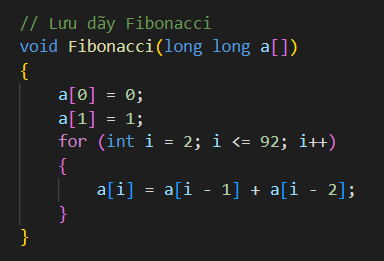 // Lưu dãy Fibonacci
void Fibonacci(long long a[])
{
    a[0] = 0;
    a[1] = 1;
    for (int i = 2; i <= 92; i++)
    {
        a[i] = a[i - 1] + a[i - 2];
    }
}